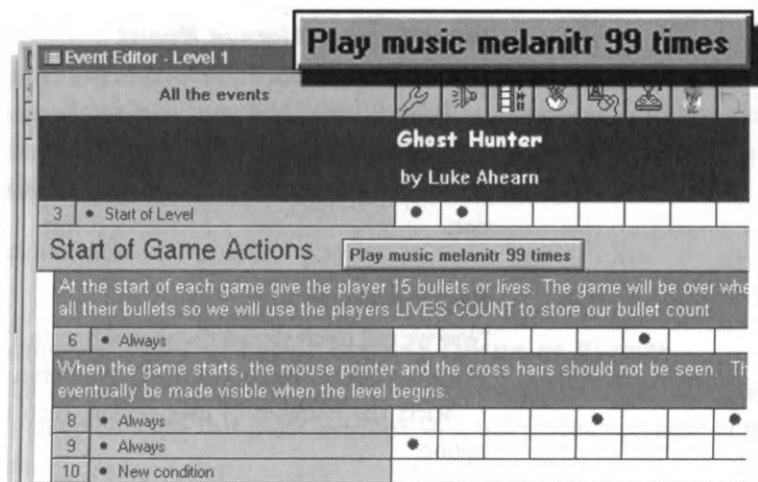 Play music melanitr 99 times
Event Editor - Level 1
All the events
Ghost Hunter
by Luke Ahearn
3 • Start of Level
Start of Game Actions
Play music melanitr 99 times
At the start of each game give the player 15 bullets or lives. The game will be over whe
all their bullets so we will use the players LIVES COUNT to store our bullet count
6 • Always
When the game starts, the mouse pointer and the cross hairs should not be seen. Th
eventually be made visible when the level begins.
8 • Always
9 • Always
10 • New condition